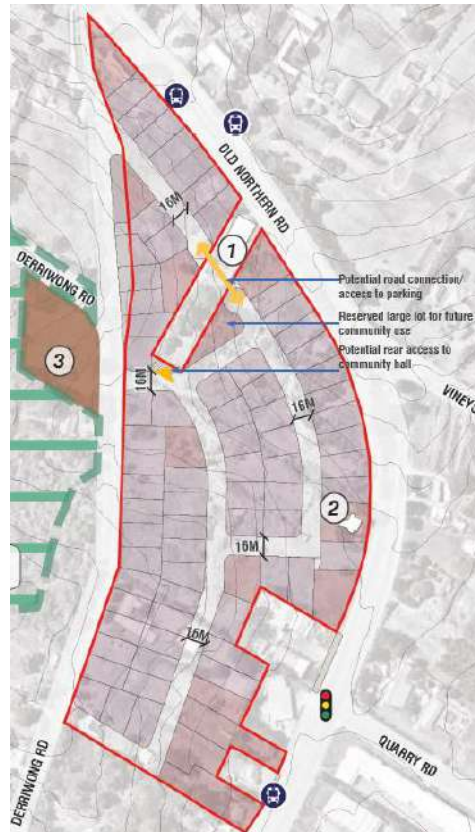 OLD NORTHERN RD
16M
1
DERRIWONG RD
Potential road connection/
access to parking
Reserved large lot for future
community use
Potential rear access to
community hall
3
16M
16M
VINEY
2
16M
16M
DERRIWONG RD
QUARRY RD